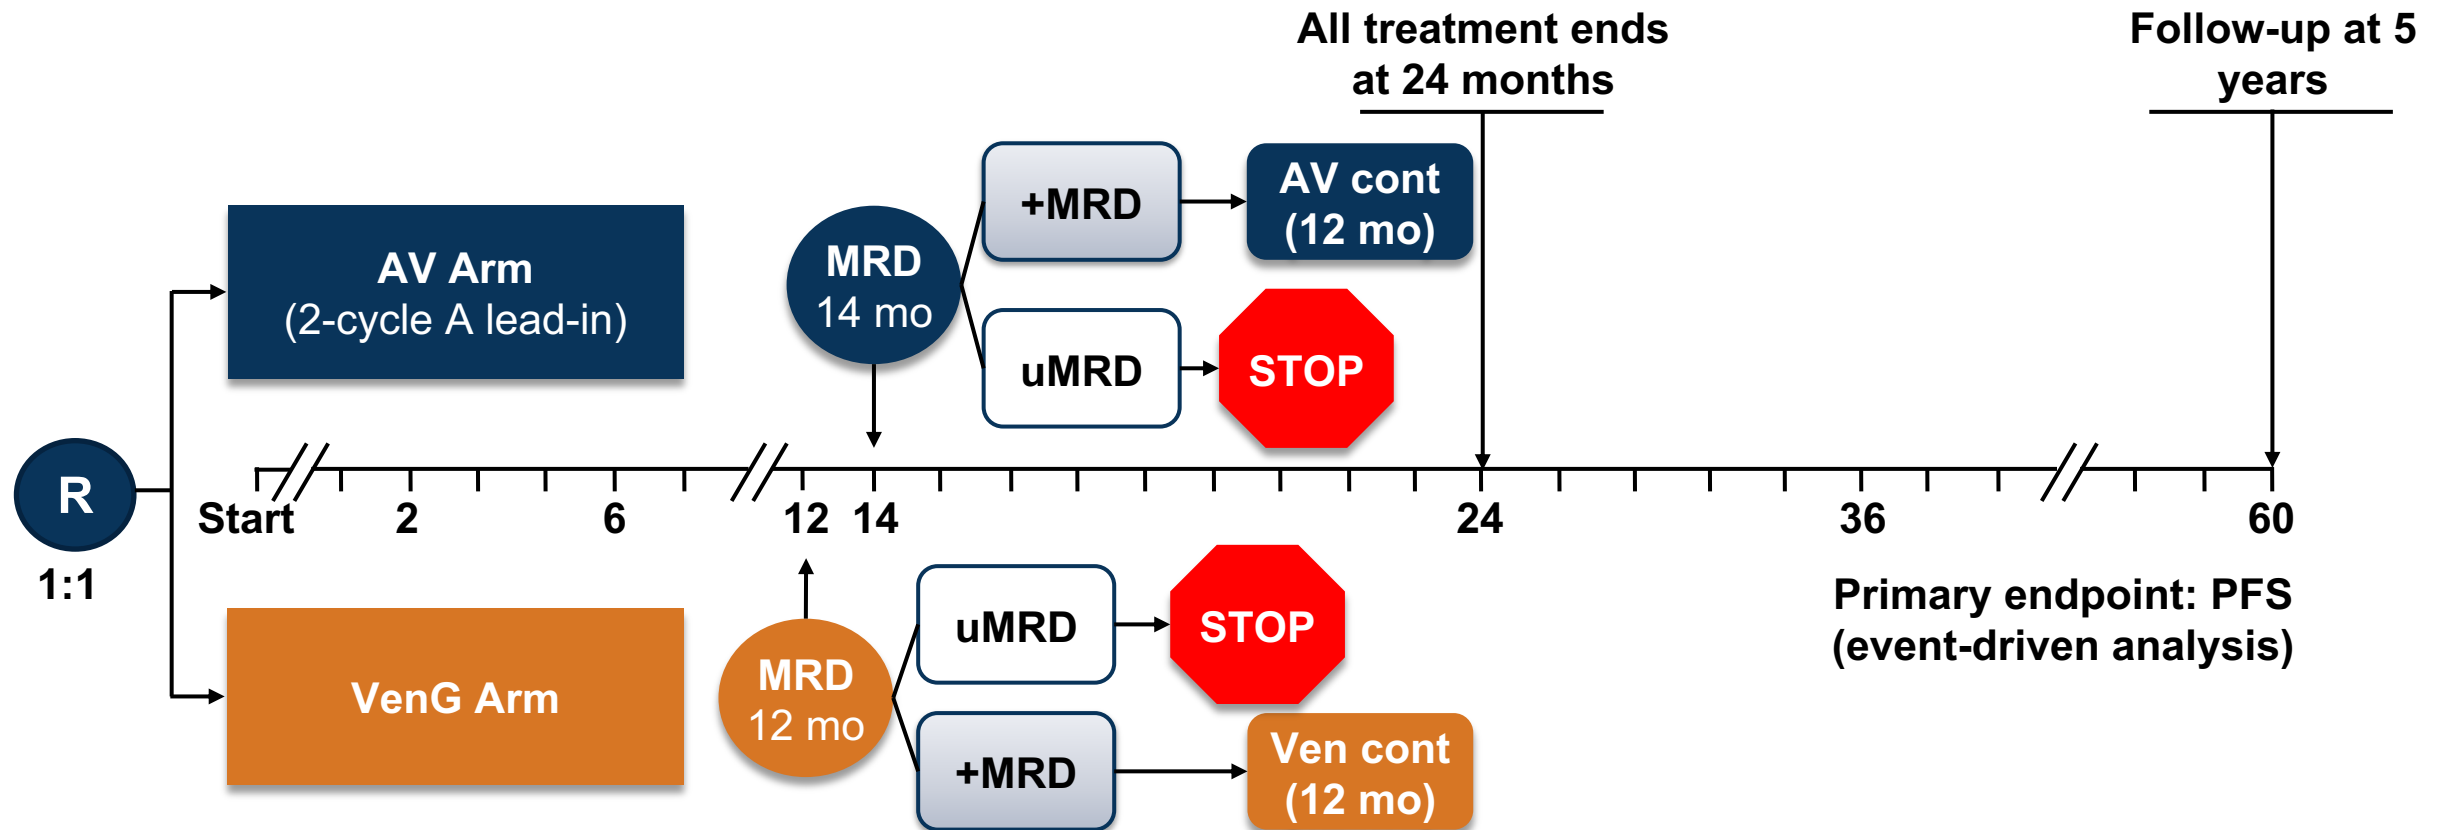 All treatment ends
at 24 months
Follow-up at 5
years
+MRD
AV cont
(12 mo)
AV Arm
(2-cycle A lead-in)
MRD
14 mo
uMRD
STOP
R
1:1
Start
2
6
12
14
24
36
60
VenG Arm
MRD
12 mo
uMRD
STOP
+MRD
Ven cont
(12 mo)
Primary endpoint: PFS
(event-driven analysis)